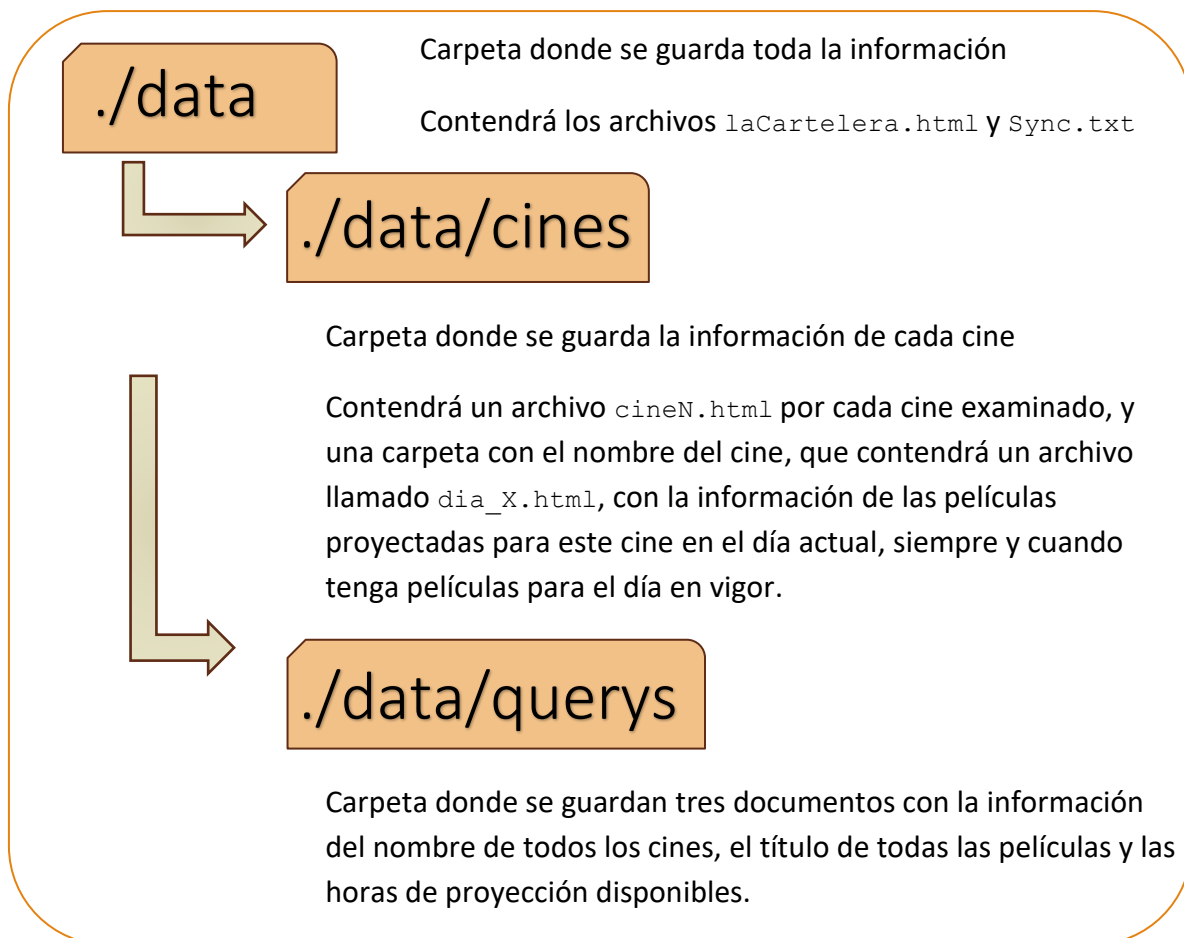 ./data
Carpeta donde se guarda toda la información
Contendrá los archivos laCartelera.html y Sync.txt
./data/cines
Carpeta donde se guarda la información de cada cine
Contendrá un archivo cineN.html por cada cine examinado, y
una carpeta con el nombre del cine, que contendrá un archivo
llamado dia_X.html, con la información de las películas
proyectadas para este cine en el día actual, siempre y cuando
tenga películas para el día en vigor.
./data/querys
Carpeta donde se guardan tres documentos con la información
del nombre de todos los cines, el título de todas las películas y las
horas de proyección disponibles.